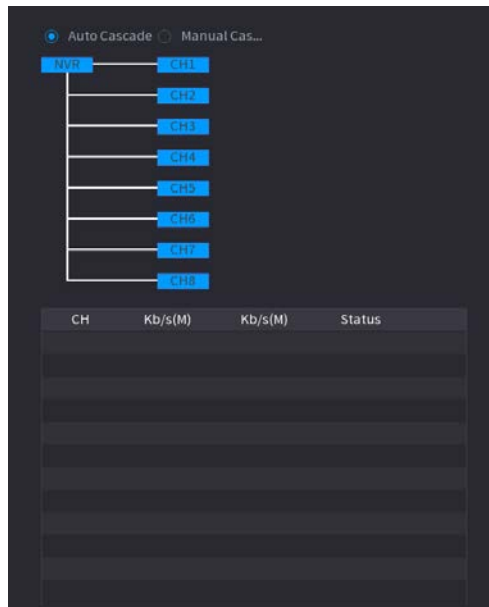 Auto Cascade Manual Cas...
NVR CH1
CH2
CH3
CH4
CH5
CH6
CH7
CH8
CH Kb/s(M) Kb/s(M) Status